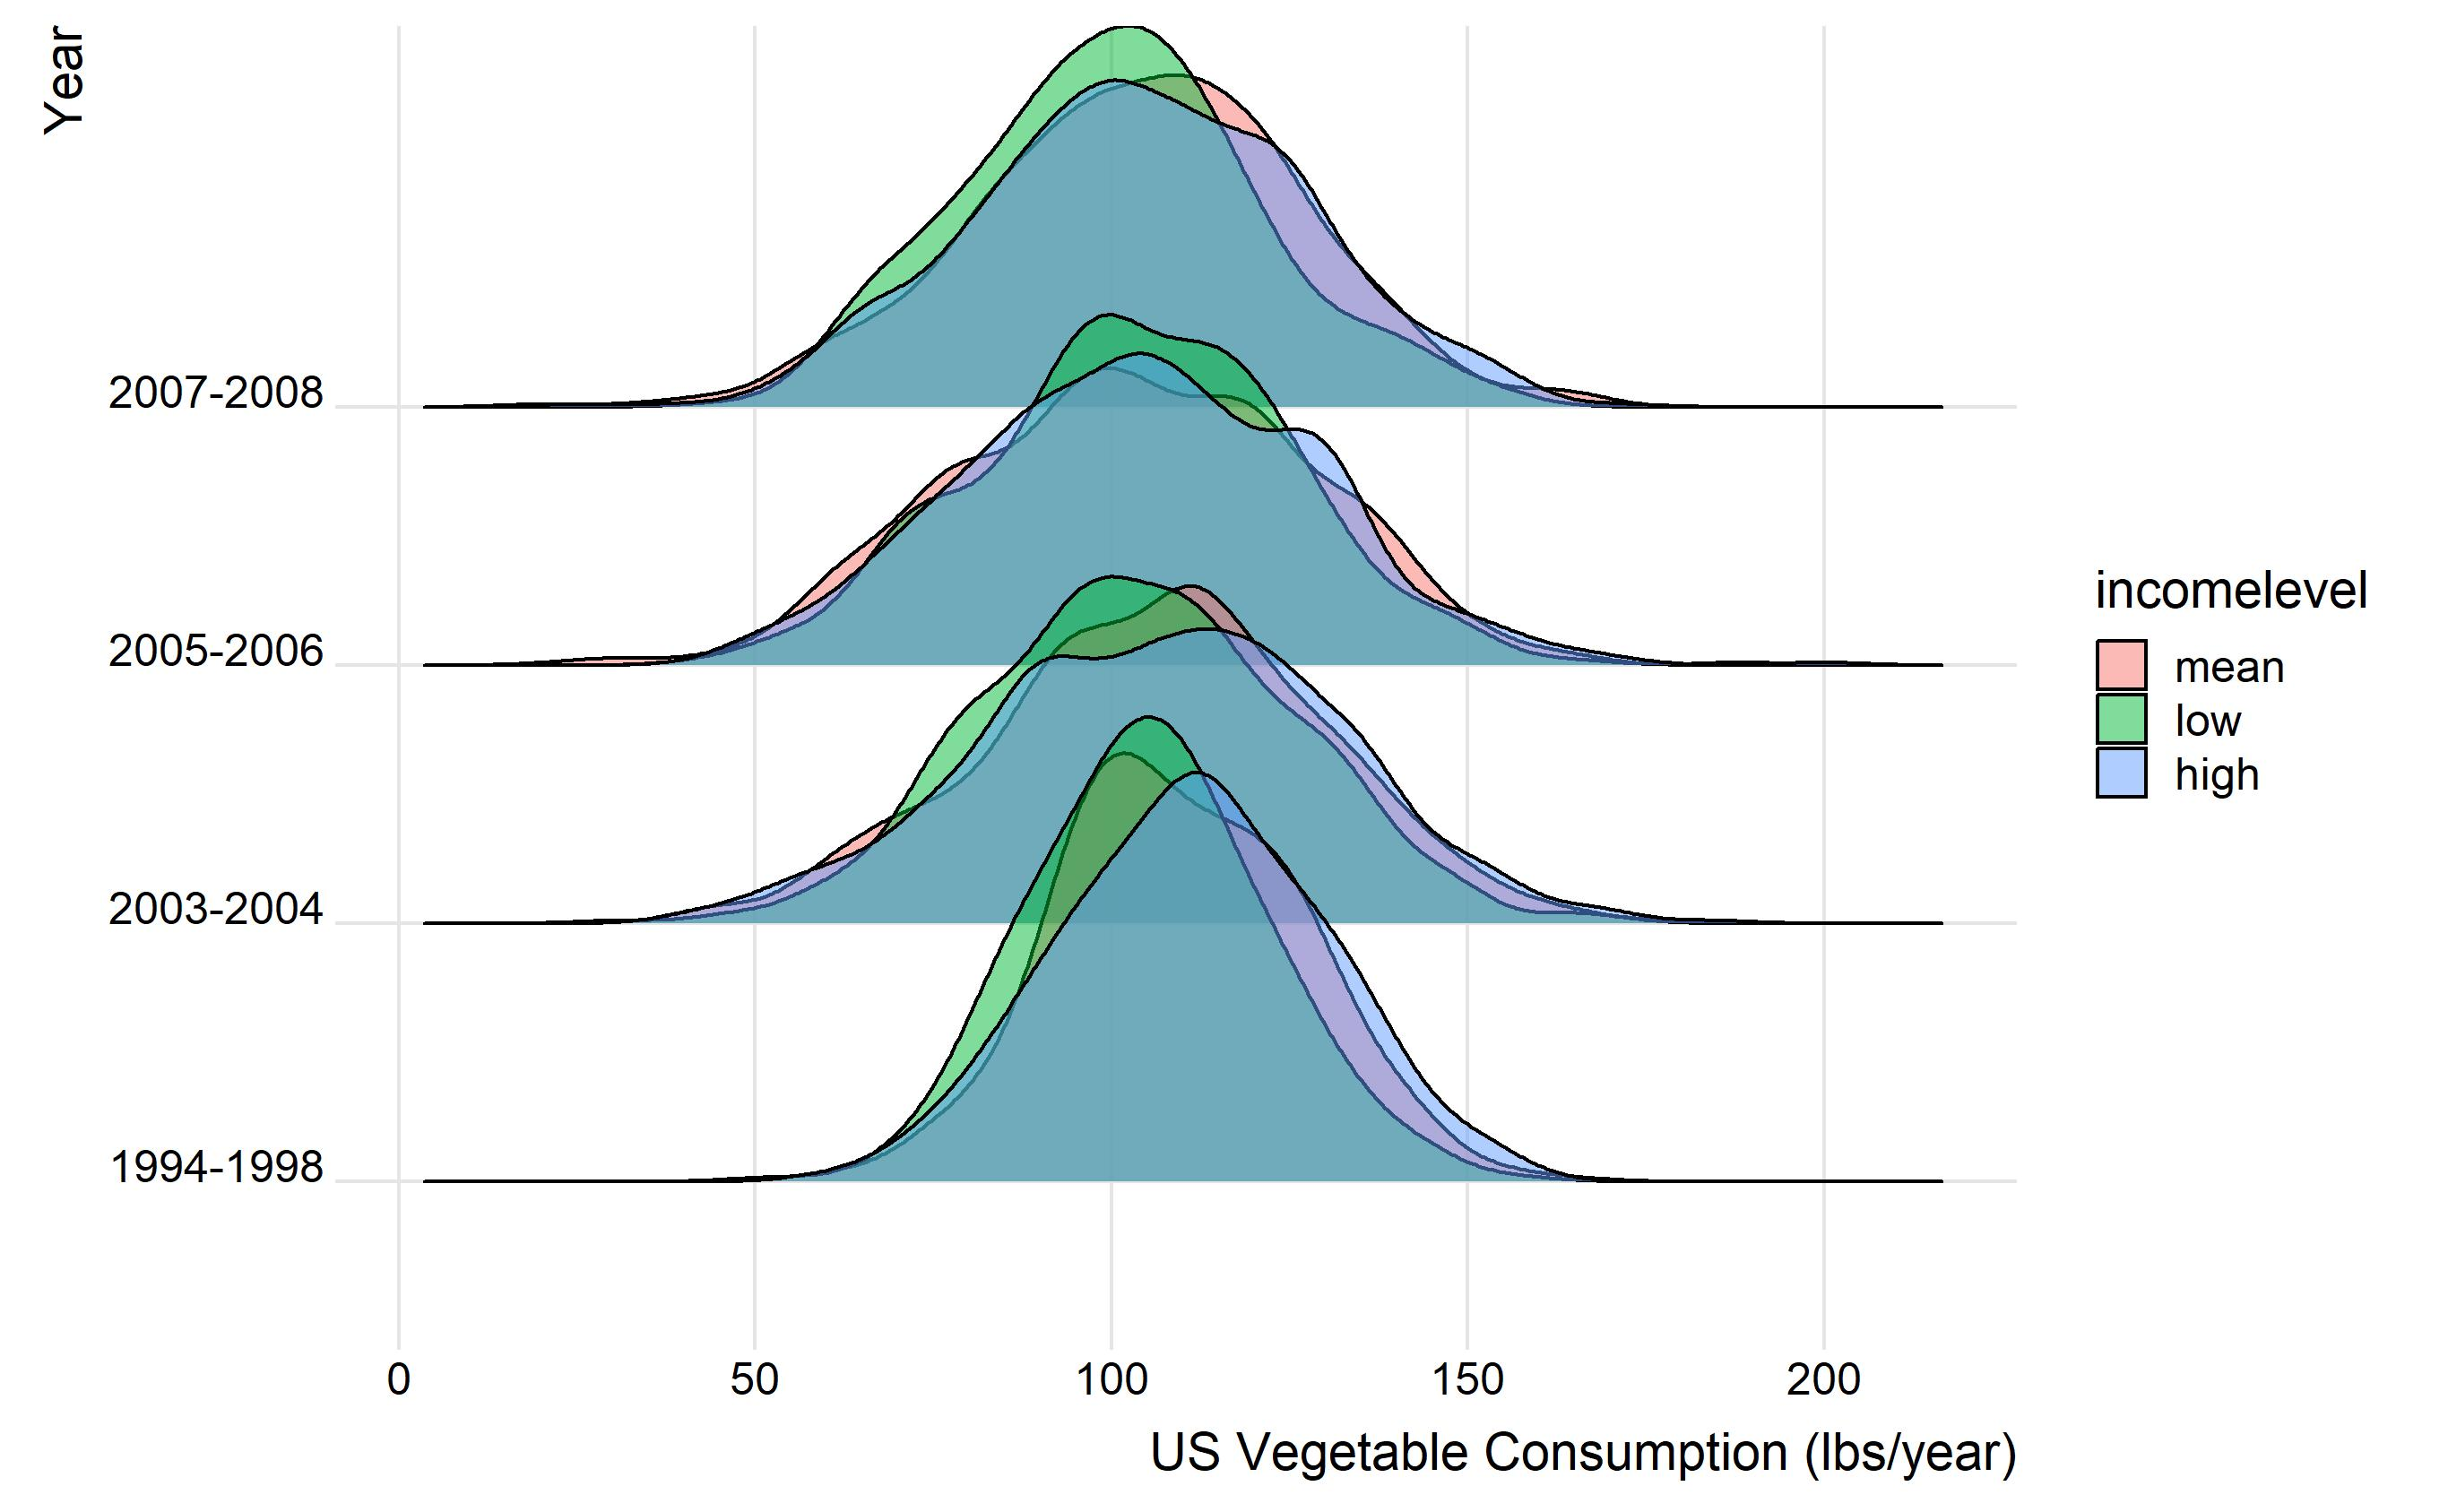 Year
2007-2008
2005-2006
2003-2004
1994-1998
0 50 100 150 200
US Vegetable Consumption (lbs/year)
incomelevel
mean
low
high